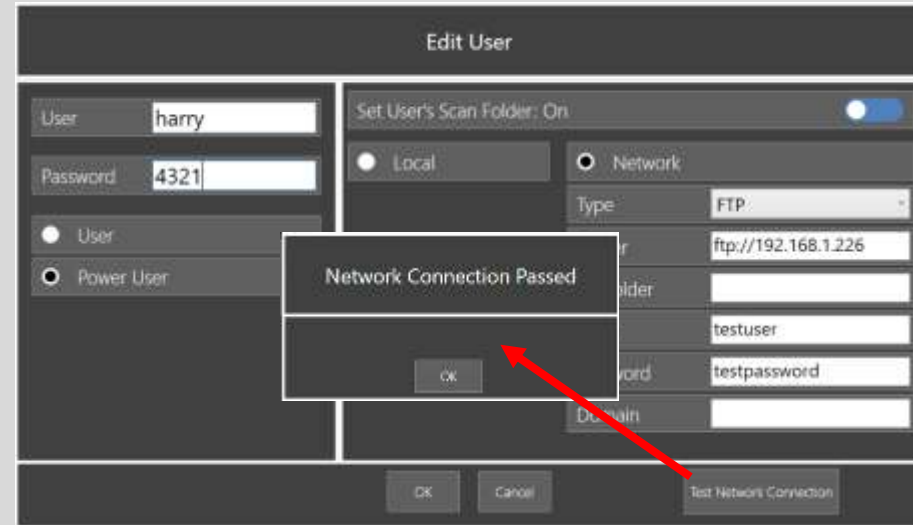 Edit User
User harry
Password 4321
User
Power User
Set User's Scan Folder: On
Local
Network
Type FTP
ftp://192.168.1.226
testuser
testpassword
Domain
Network Connection Passed
OK
OK Cancel Test Network Connection